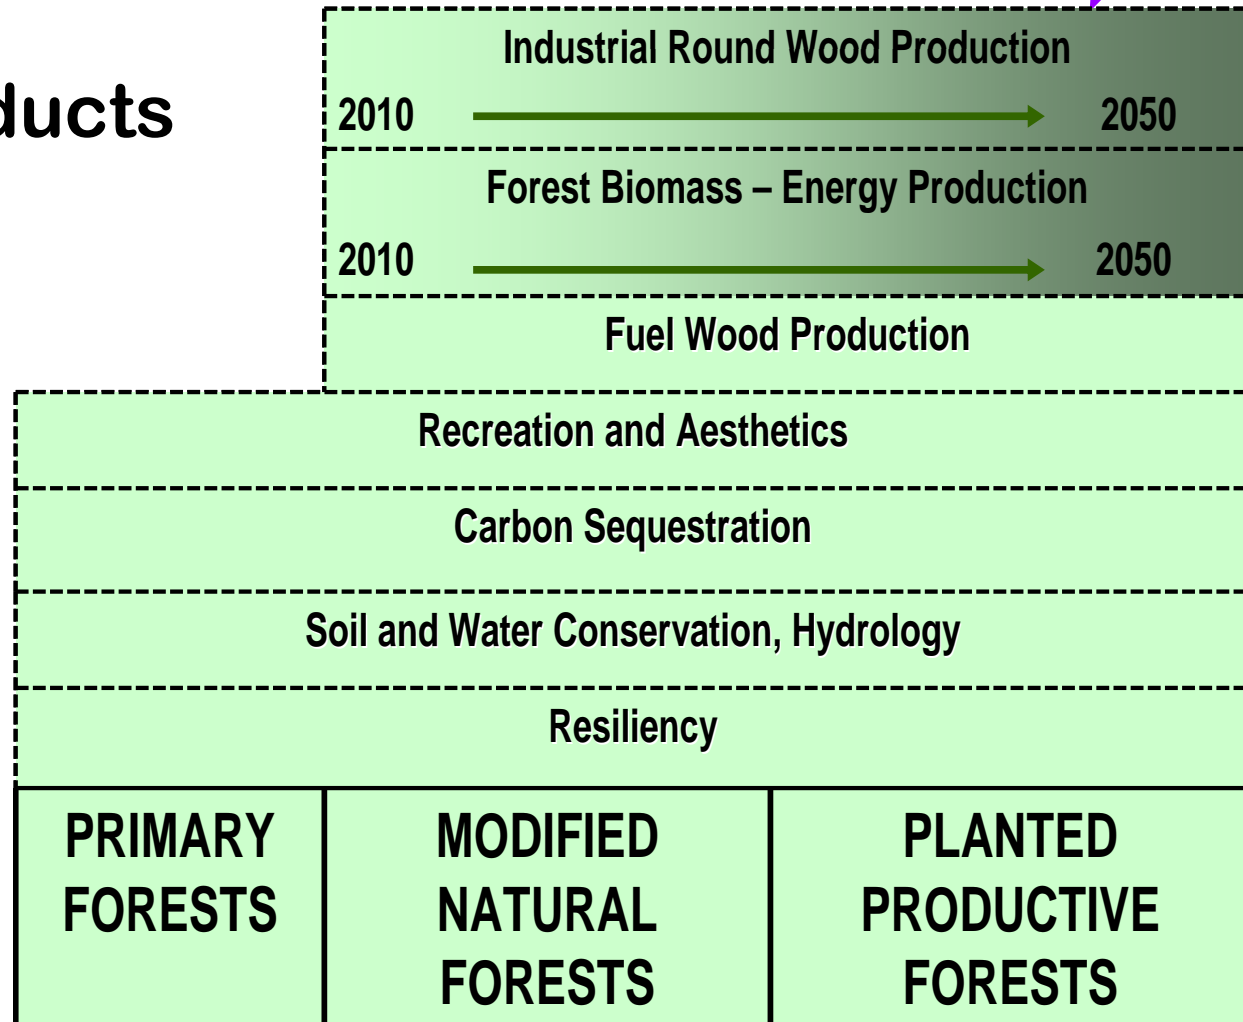 Industrial Round Wood Production
ducts
2010 2050
Forest Biomass – Energy Production
2010 2050
Fuel Wood Production
Recreation and Aesthetics
Carbon Sequestration
Soil and Water Conservation, Hydrology
Resiliency
PRIMARY
FORESTS
MODIFIED
NATURAL
FORESTS
PLANTED
PRODUCTIVE
FORESTS